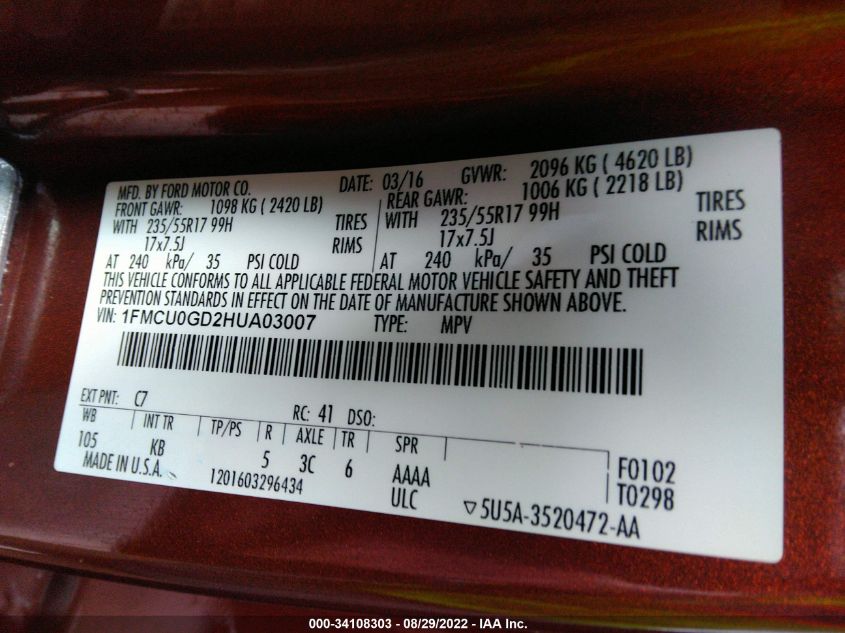 MFD. BY FORD MOTOR CO. DATE: 03/16 GVWR: 2096 KG ( 4620 LB)
FRONT GAWR: 1098 KG ( 2420 LB) REAR GAWR: 1006 KG ( 2218 LB)
WITH 235/55R17 99H TIRES WITH 235/55R17 99H TIRES
17x7.5J RIMS 17x7.5J RIMS
AT 240 kPa/ 35 PSI COLD AT 240 kPa/ 35 PSI COLD
THIS VEHICLE CONFORMS TO ALL APPLICABLE FEDERAL MOTOR VEHICLE SAFETY AND THEFT
PREVENTION STANDARDS IN EFFECT ON THE DATE OF MANUFACTURE SHOWN ABOVE.
VIN: 1FMCU0GD2HUA03007 TYPE: MPV
EXT PNT: C7 RC: 41 DSO:
WB INT TR TP/PS R AXLE TR SPR
105 KB 5 3C 6 AAAA F0102
MADE IN U.S.A. 1201603296434 ULC T0298
▽5U5A-3520472-AA
000-34108303 - 08/29/2022 - IAA Inc.